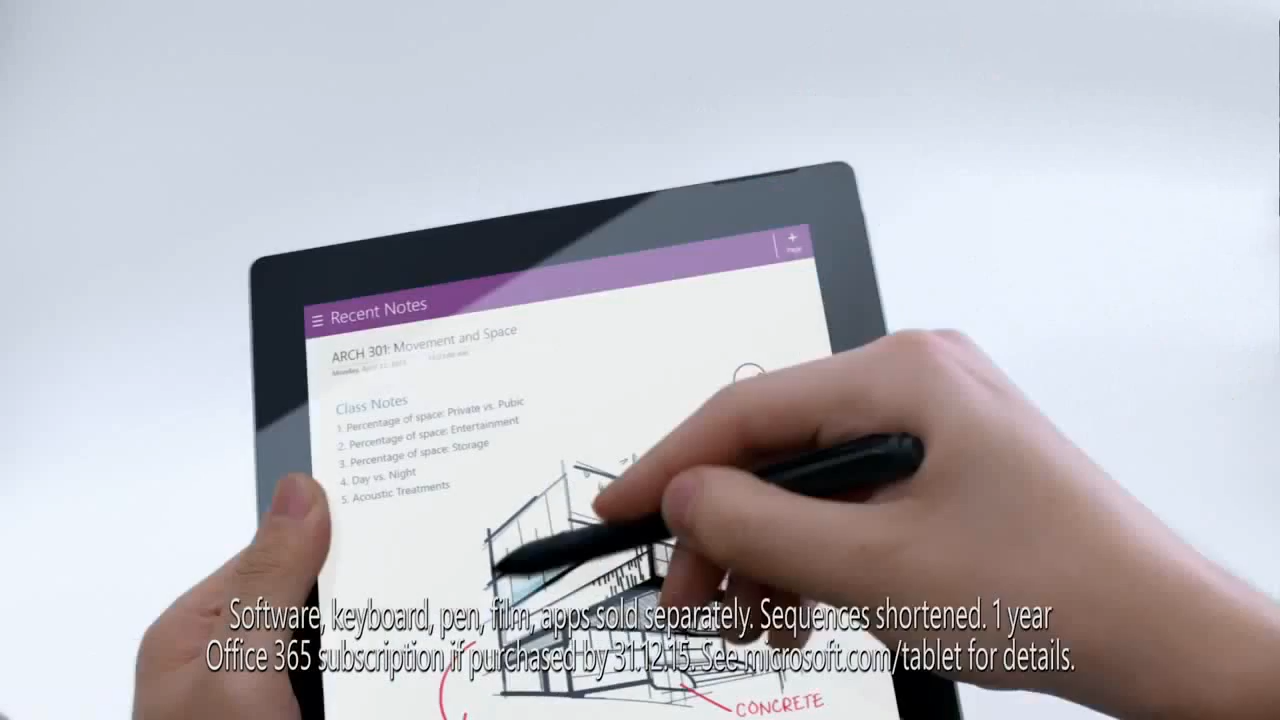 Recent Notes
+
Page
ARCH 301: Movement and Space
Monday, April
Class Notes
1. Percentage of space: Private vs. Pubic
2. Percentage of space: Entertainment
3. Percentage of space: Storage
4. Day vs. Night
5. Acoustic Treatments
Software, keyboard, pen, film, apps sold separately. Sequences shortened. 1 year
Office 365 subscription if purchased by 31.12.15. See microsoft.com/tablet for details.
CONCRETE